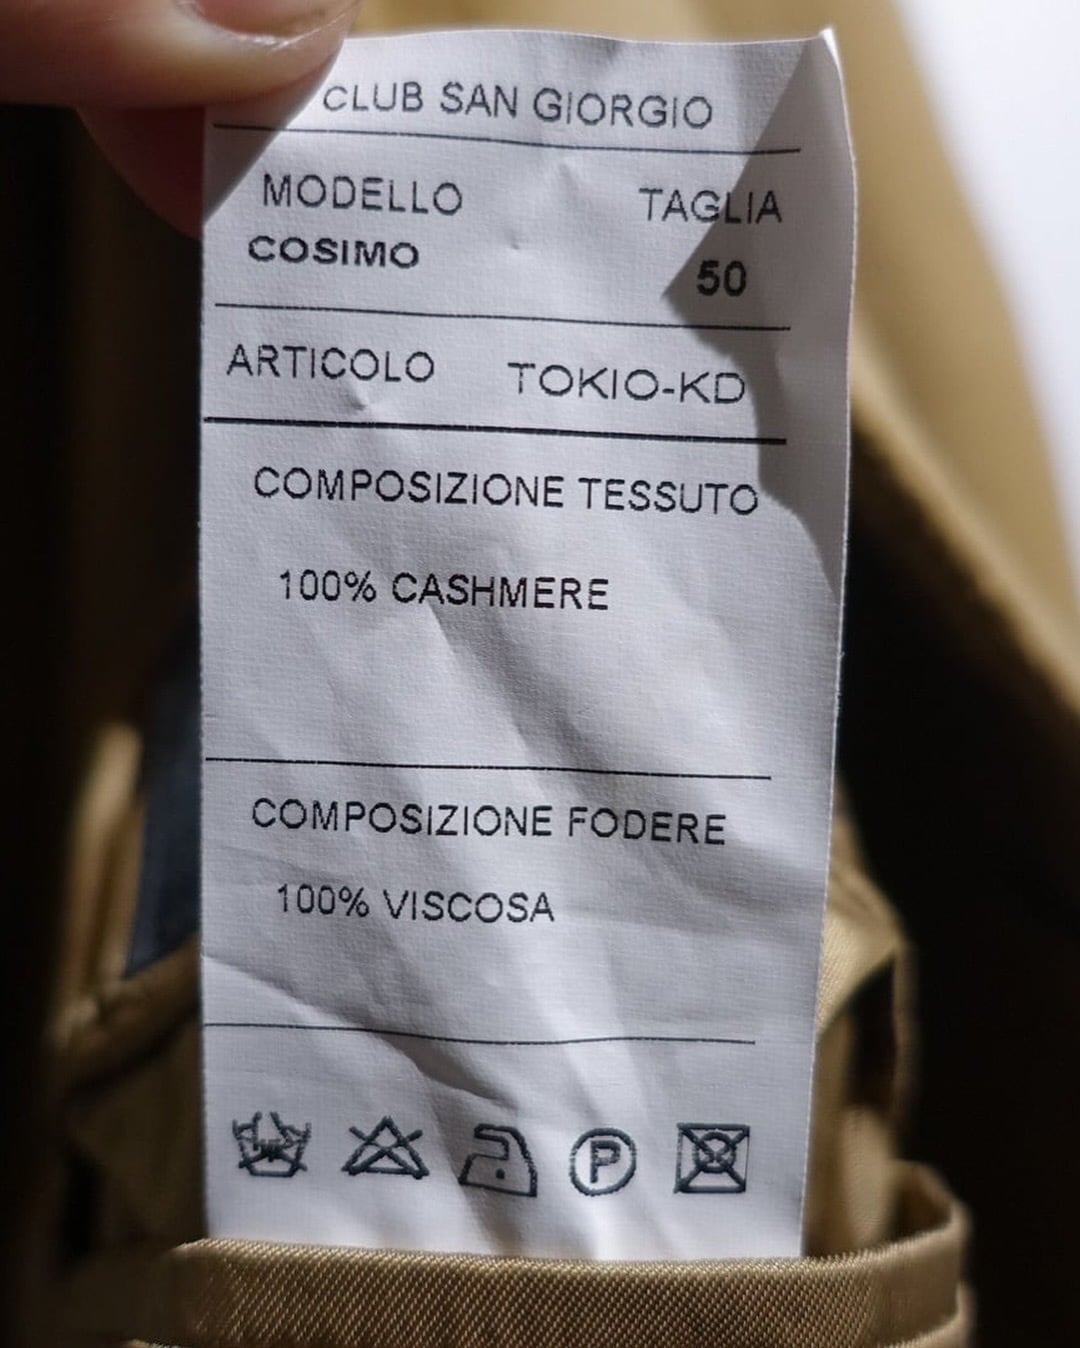 CLUB SAN GIORGIO
MODELLO TAGLIA
COSIMO 50
ARTICOLO TOKIO-KD
COMPOSIZIONE TESSUTO
100% CASHMERE
COMPOSIZIONE FODERE
100% VISCOSA
P